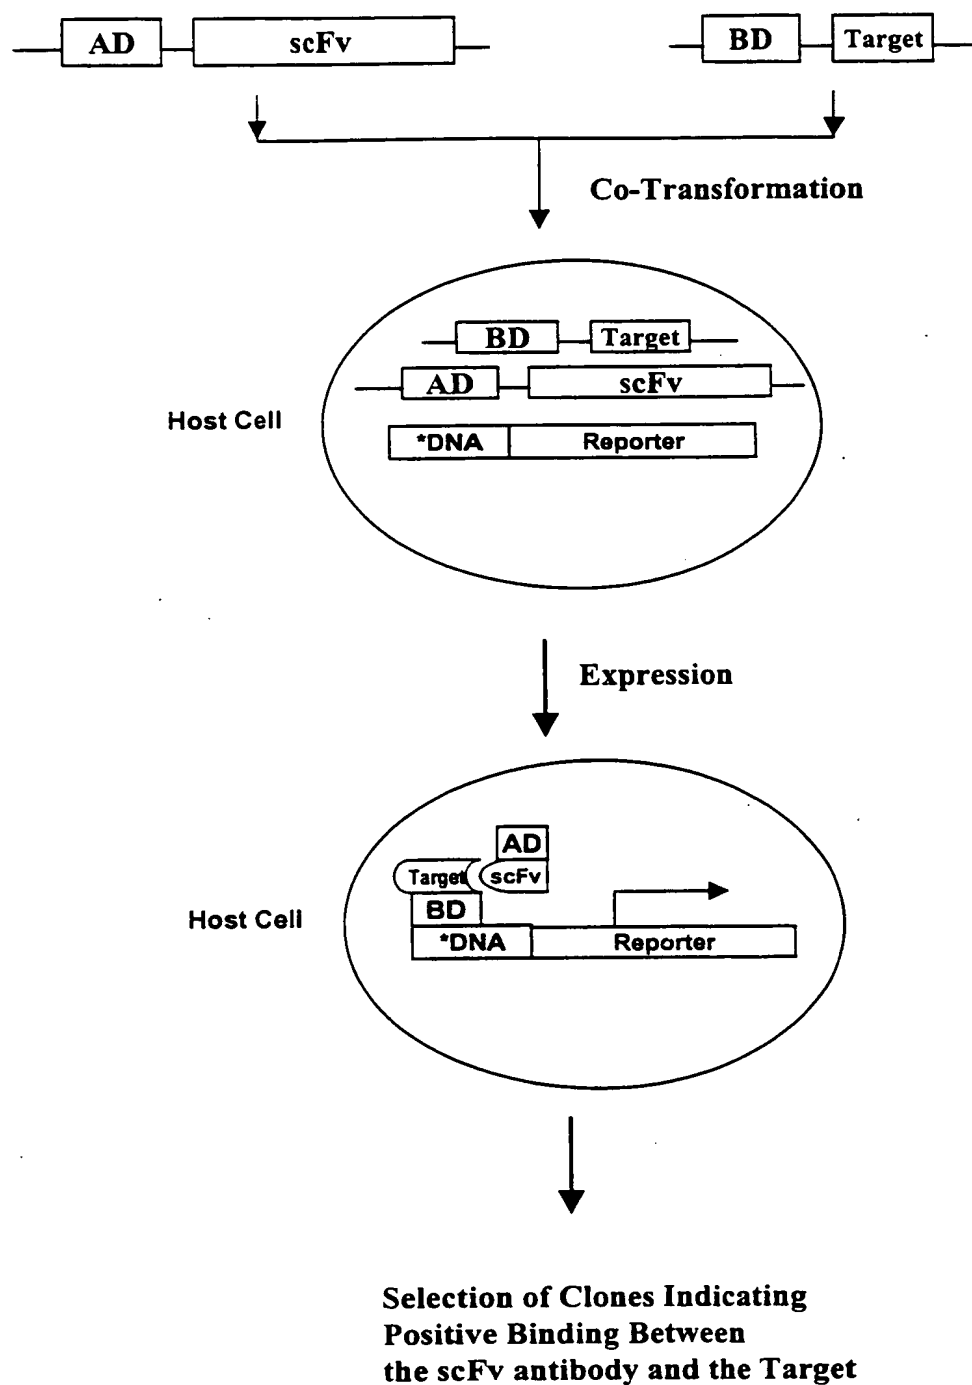 AD scFv BD Target
Co-Transformation
BD Target
AD scFv
Host Cell
*DNA Reporter
Expression
AD
Target scFv
BD
Host Cell
*DNA Reporter
Selection of Clones Indicating
Positive Binding Between
the scFv antibody and the Target